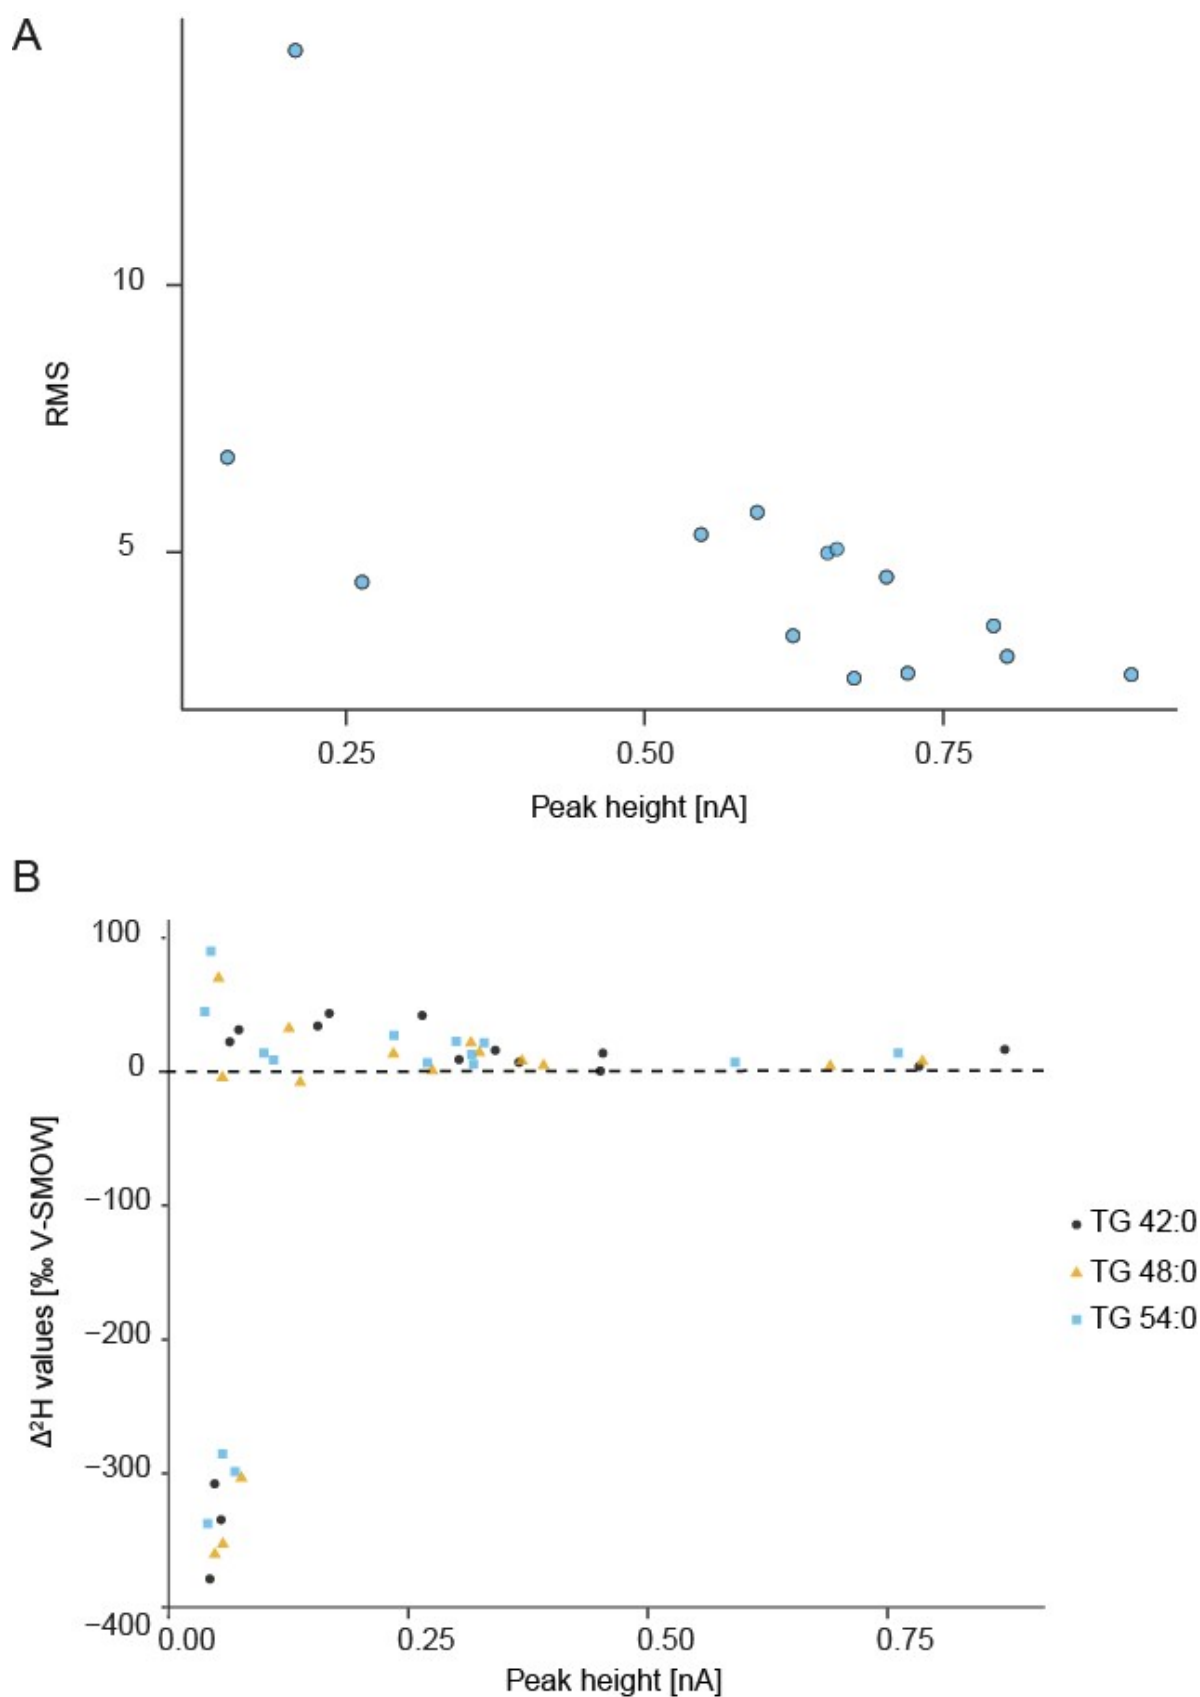 A
10
RMS
5
0.25 0.50 0.75
Peak height [nA]
B
100
0
−100
−200
−300
−400
Δ²H values [‰ V-SMOW]
TG 42:0
TG 48:0
TG 54:0
0.00 0.25 0.50 0.75
Peak height [nA]